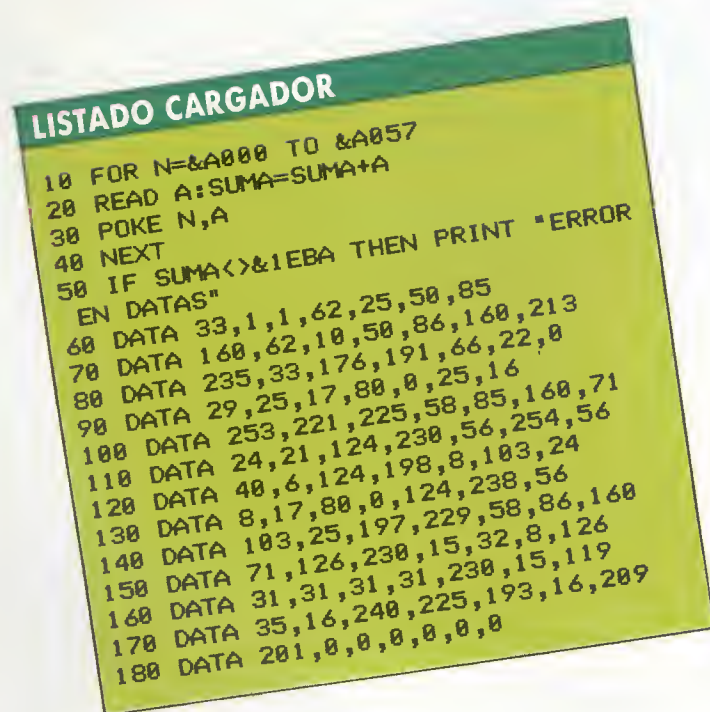 LISTADO CARGADOR
10 FOR N=&A000 TO &A057
20 READ A:SUMA=SUMA+A
30 POKE N,A
40 NEXT
50 IF SUMA<>&1EBA THEN PRINT "ERROR
EN DATAS"
60 DATA 33,1,1,62,25,50,85
70 DATA 160,62,10,50,86,160,213
80 DATA 235,33,176,191,66,22,0
90 DATA 29,25,17,80,0,25,16
100 DATA 253,221,225,58,85,160,71
110 DATA 24,21,124,230,56,254,56
120 DATA 40,6,124,198,8,103,24
130 DATA 8,17,80,0,124,238,56
140 DATA 103,25,197,229,58,86,160
150 DATA 71,126,230,15,32,8,126
160 DATA 31,31,31,31,230,15,119
170 DATA 35,16,240,225,193,16,209
180 DATA 201,0,0,0,0,0,0